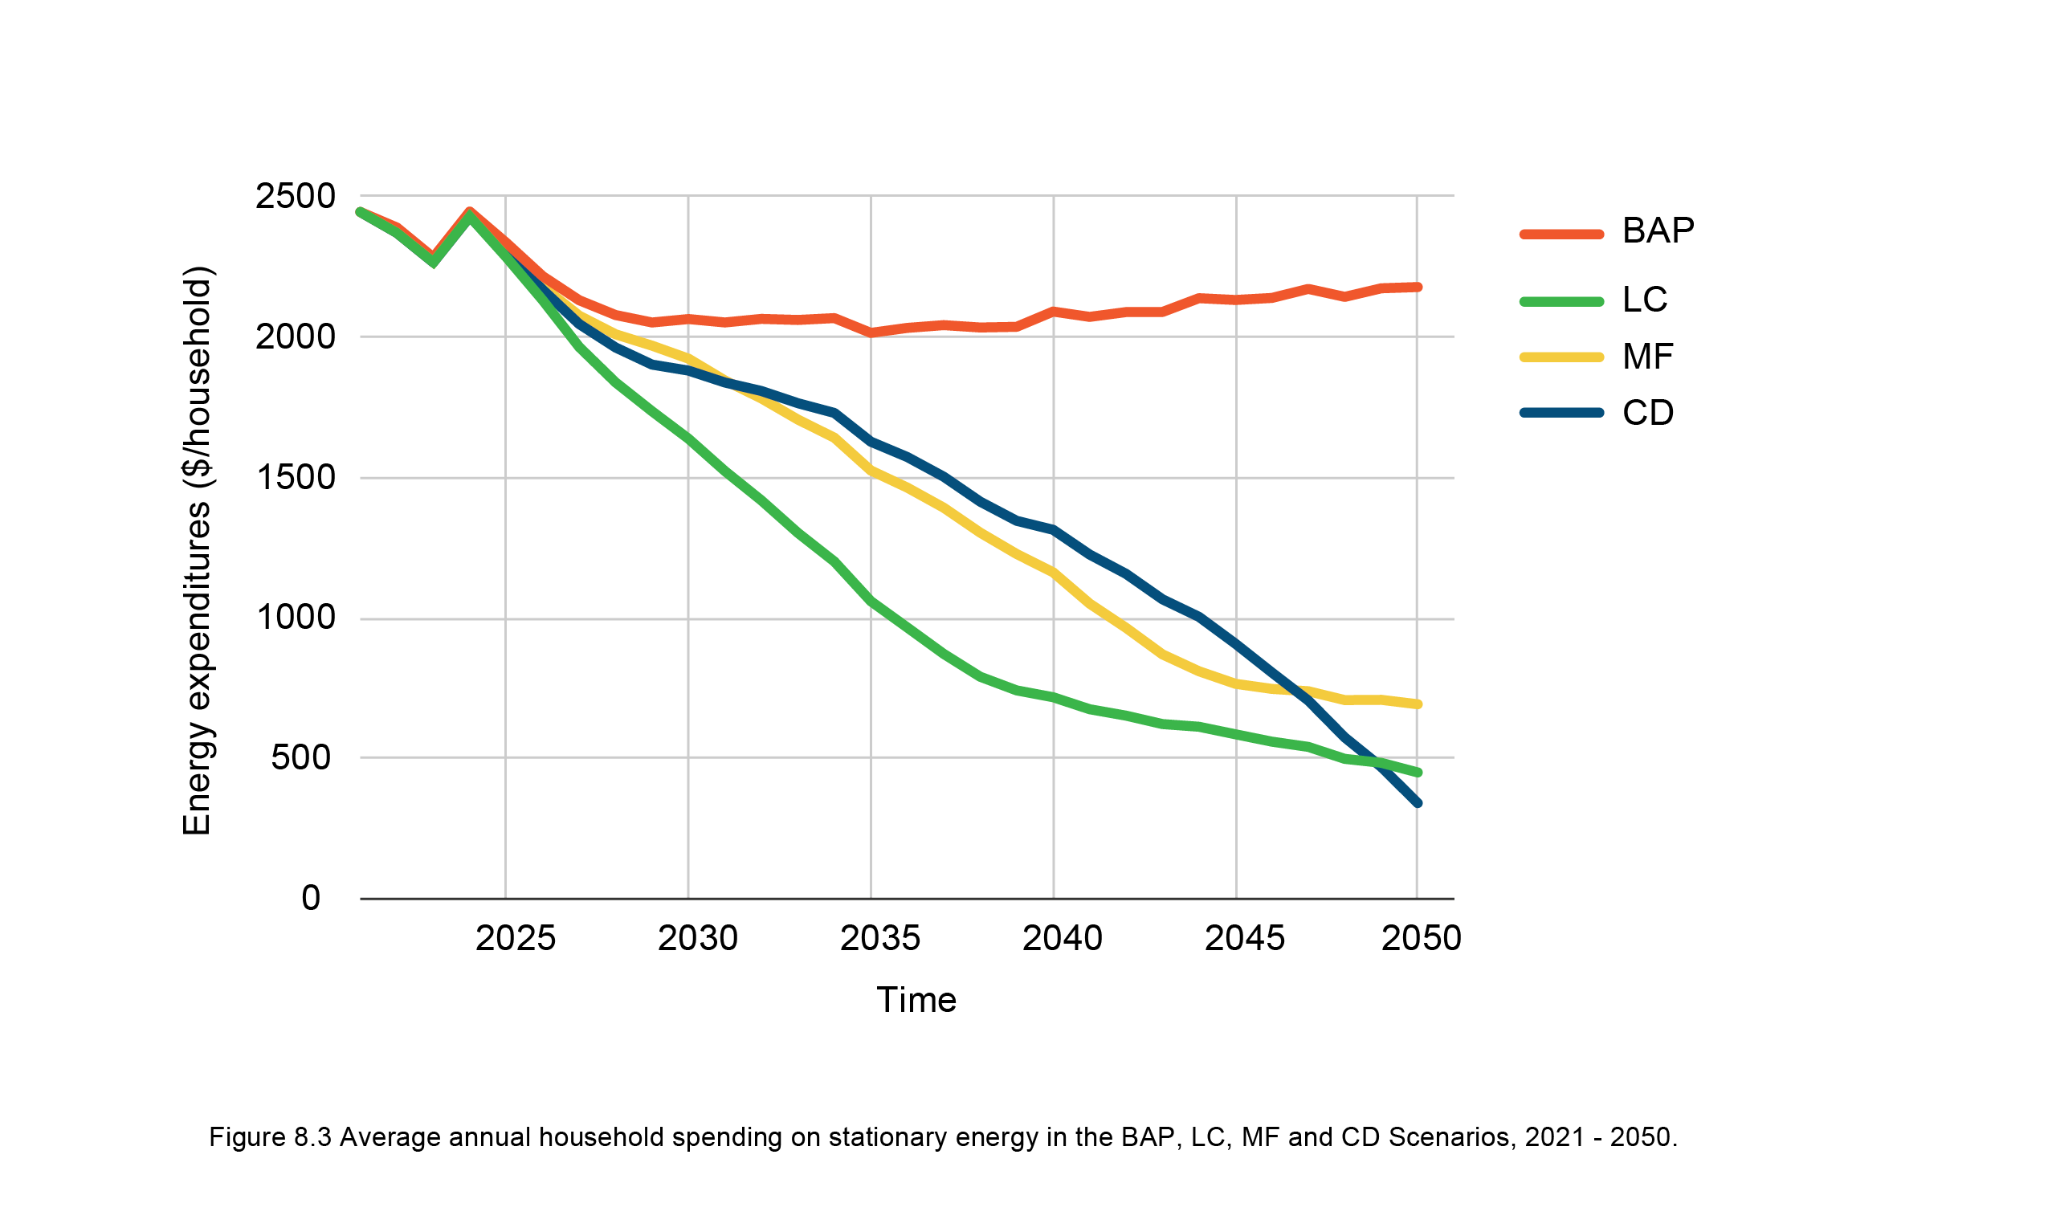 2500
2000
1500
1000
500
0
Energy expenditures ($/household)
2025 2030 2035 2040 2045 2050
Time
BAP
LC
MF
CD
Figure 8.3 Average annual household spending on stationary energy in the BAP, LC, MF and CD Scenarios, 2021 - 2050.